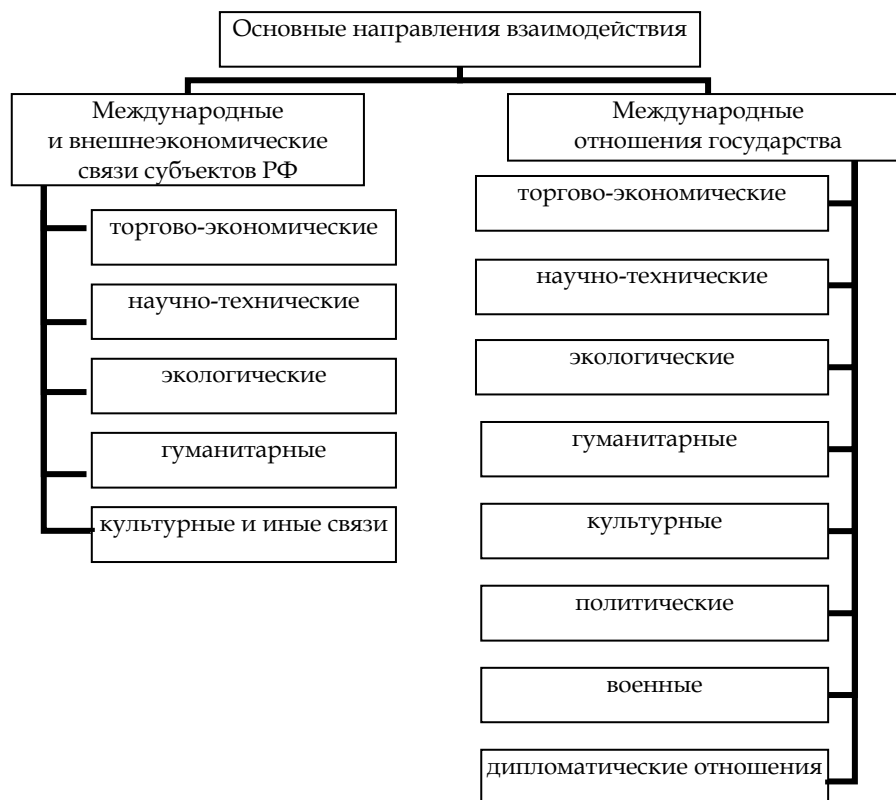 Основные направления взаимодействия
Международные
и внешнеэкономические
связи субъектов РФ
торгово-экономические
научно-технические
экологические
гуманитарные
культурные и иные связи
Международные
отношения государства
торгово-экономические
научно-технические
экологические
гуманитарные
культурные
политические
военные
дипломатические отношения